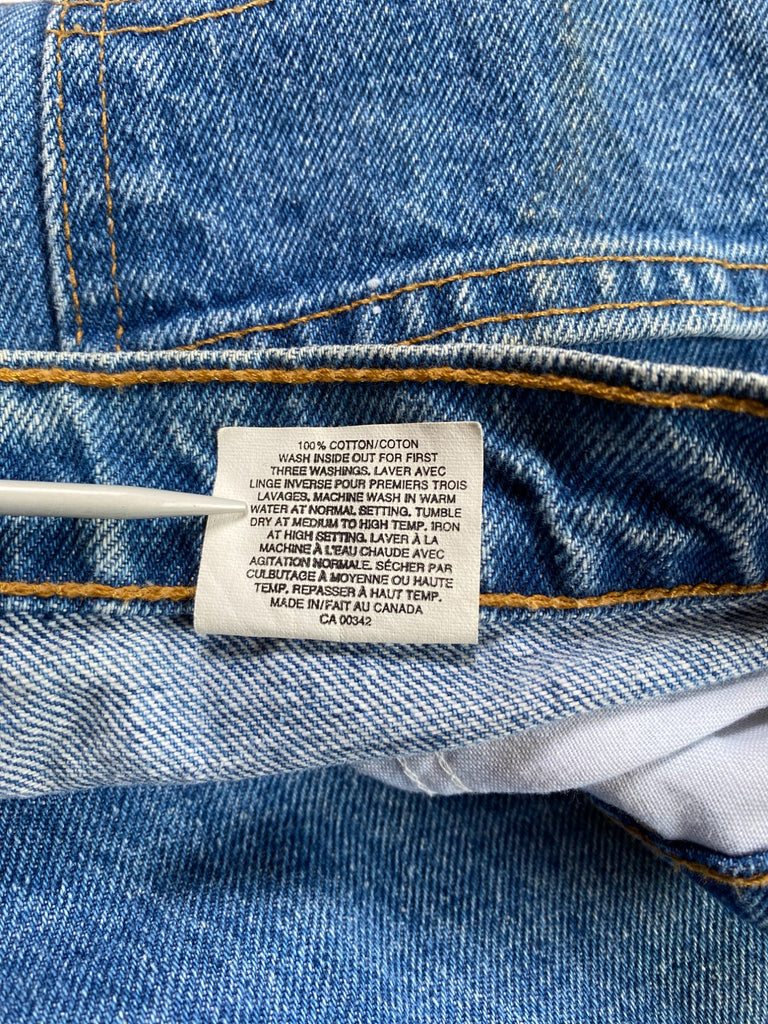 100% COTTON/COTON
WASH INSIDE OUT FOR FIRST
THREE WASHINGS. LAVER AVEC
LINGE INVERSE POUR PREMIERS TROIS
LAVAGES. MACHINE WASH IN WARM
WATER AT NORMAL SETTING. TUMBLE
DRY AT MEDIUM TO HIGH TEMP. IRON
AT HIGH SETTING. LAVER À LA
MACHINE À L'EAU CHAUDE AVEC
AGITATION NORMALE. SÉCHER PAR
CULBUTAGE À MOYENNE OU HAUTE
TEMP. REPASSER À HAUT TEMP.
MADE IN/FAIT AU CANADA
CA 00342